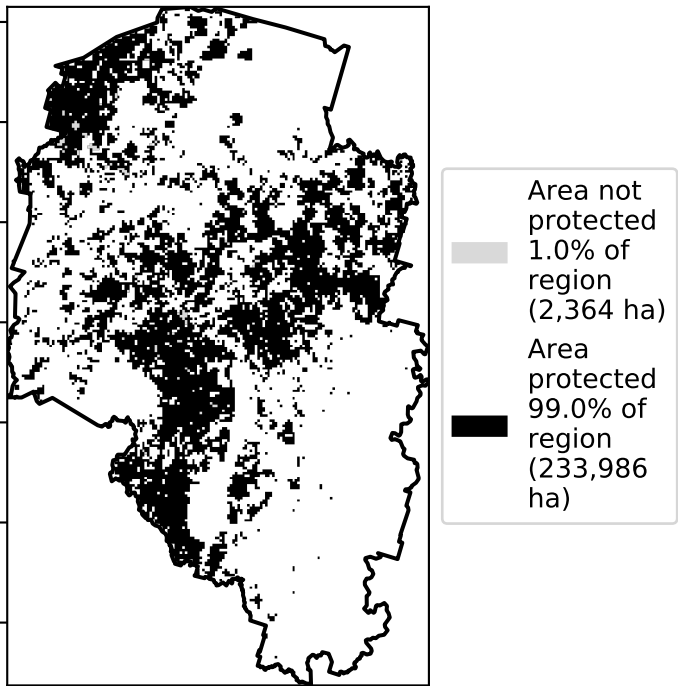 Area not
protected
1.0% of
region
(2,364 ha)
Area
protected
99.0% of
region
(233,986
ha)